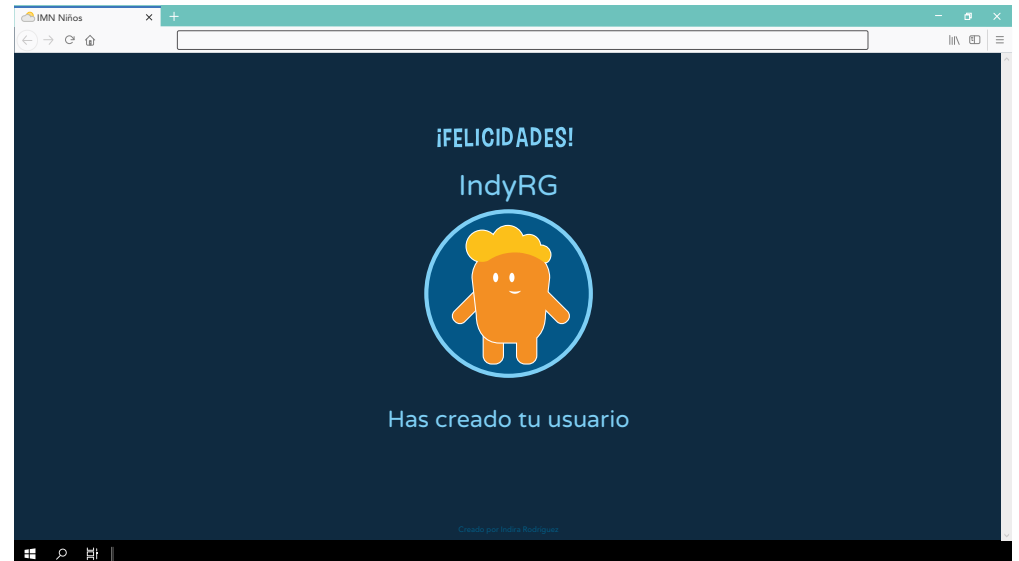 IMN Niños
¡FELICIDADES!
IndyRG
Has creado tu usuario
Creado por Indira Rodríguez